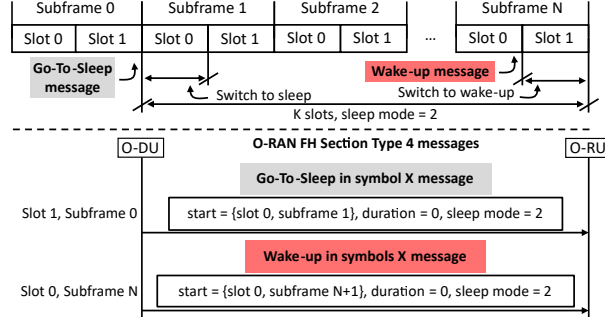 Subframe 0 Subframe 1 Subframe 2 Subframe N
Slot 0 Slot 1 Slot 0 Slot 1 Slot 0 Slot 1 ... Slot 0 Slot 1
Go-To-Sleep
message
Wake-up message
Switch to sleep
Switch to wake-up
K slots, sleep mode = 2
O-DU
O-RAN FH Section Type 4 messages
O-RU
Go-To-Sleep in symbol X message
Slot 1, Subframe 0
start = {slot 0, subframe 1}, duration = 0, sleep mode = 2
Wake-up in symbols X message
Slot 0, Subframe N
start = {slot 0, subframe N+1}, duration = 0, sleep mode = 2